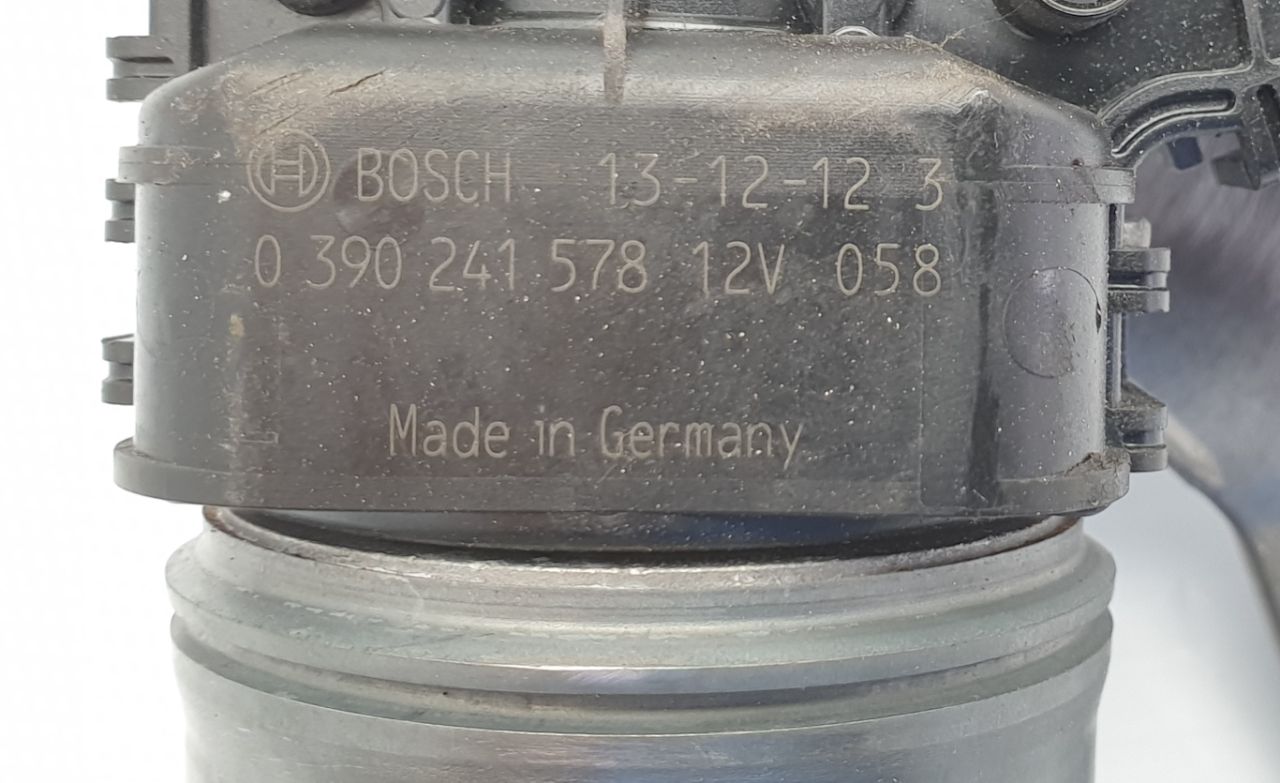 BOSCH 13-12-12 3
0 390 241 578 12V 058
Made in Germany